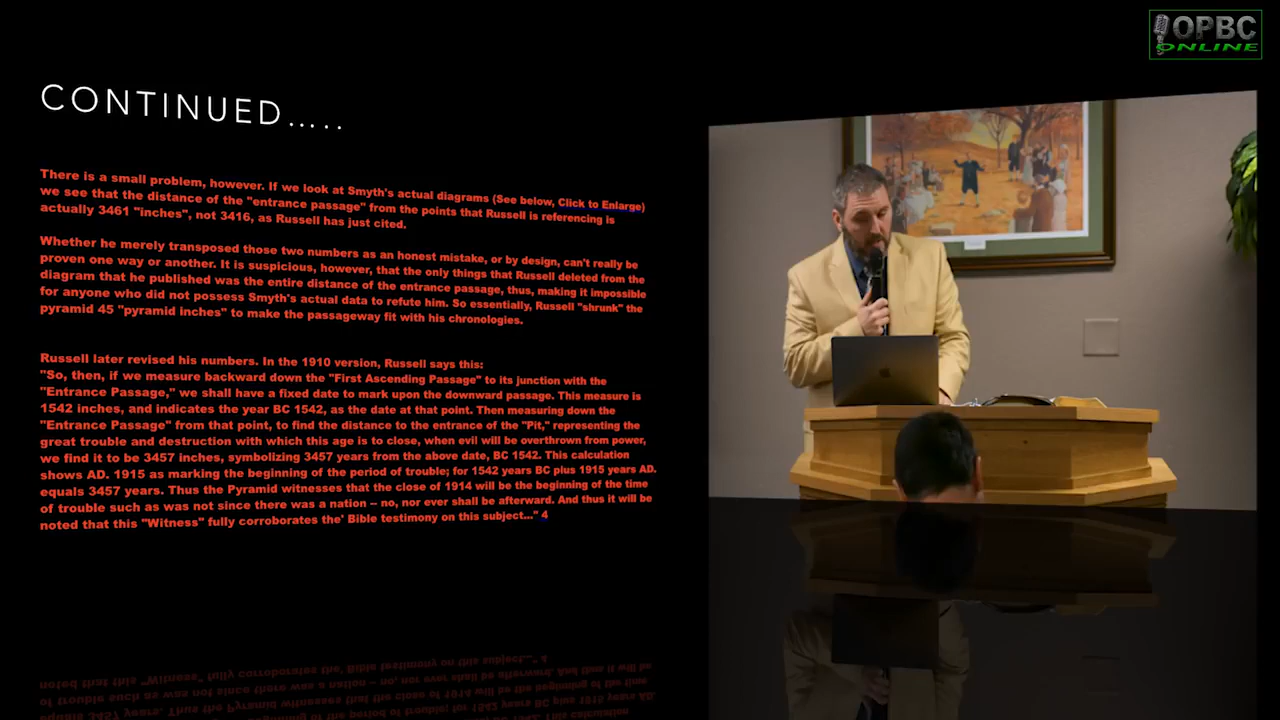 OPBC
ONLINE
CONTINUED.....
There is a small problem, however. If we look at Smyth's actual diagrams (See below, Click to Enlarge)
we see that the distance of the "entrance passage" from the points that Russell is referencing is
actually 3461 "inches", not 3416, as Russell has just cited.
Whether he merely transposed those two numbers as an honest mistake, or by design, can't really be
proven one way or another. It is suspicious, however, that the only things that Russell deleted from the
diagram that he published was the entire distance of the entrance passage, thus, making it impossible
for anyone who did not possess Smyth's actual data to refute him. So essentially, Russell "shrunk" the
pyramid 45 "pyramid inches" to make the passageway fit with his chronologies.
Russell later revised his numbers. In the 1910 version, Russell says this:
"So, then, if we measure backward down the "First Ascending Passage" to its junction with the
"Entrance Passage," we shall have a fixed date to mark upon the downward passage. This measure is
1542 inches, and indicates the year BC 1542, as the date at that point. Then measuring down the
"Entrance Passage" from that point, to find the distance to the entrance of the "Pit," representing the
great trouble and destruction with which this age is to close, when evil will be overthrown from power,
we find it to be 3457 inches, symbolizing 3457 years from the above date, BC 1542. This calculation
shows AD. 1915 as marking the beginning of the period of trouble; for 1542 years BC plus 1915 years AD.
equals 3457 years. Thus the Pyramid witnesses that the close of 1914 will be the beginning of the time
of trouble such as was not since there was a nation -- no, nor ever shall be afterward. And thus it will be
noted that this "Witness" fully corroborates the' Bible testimony on this subject..." 4